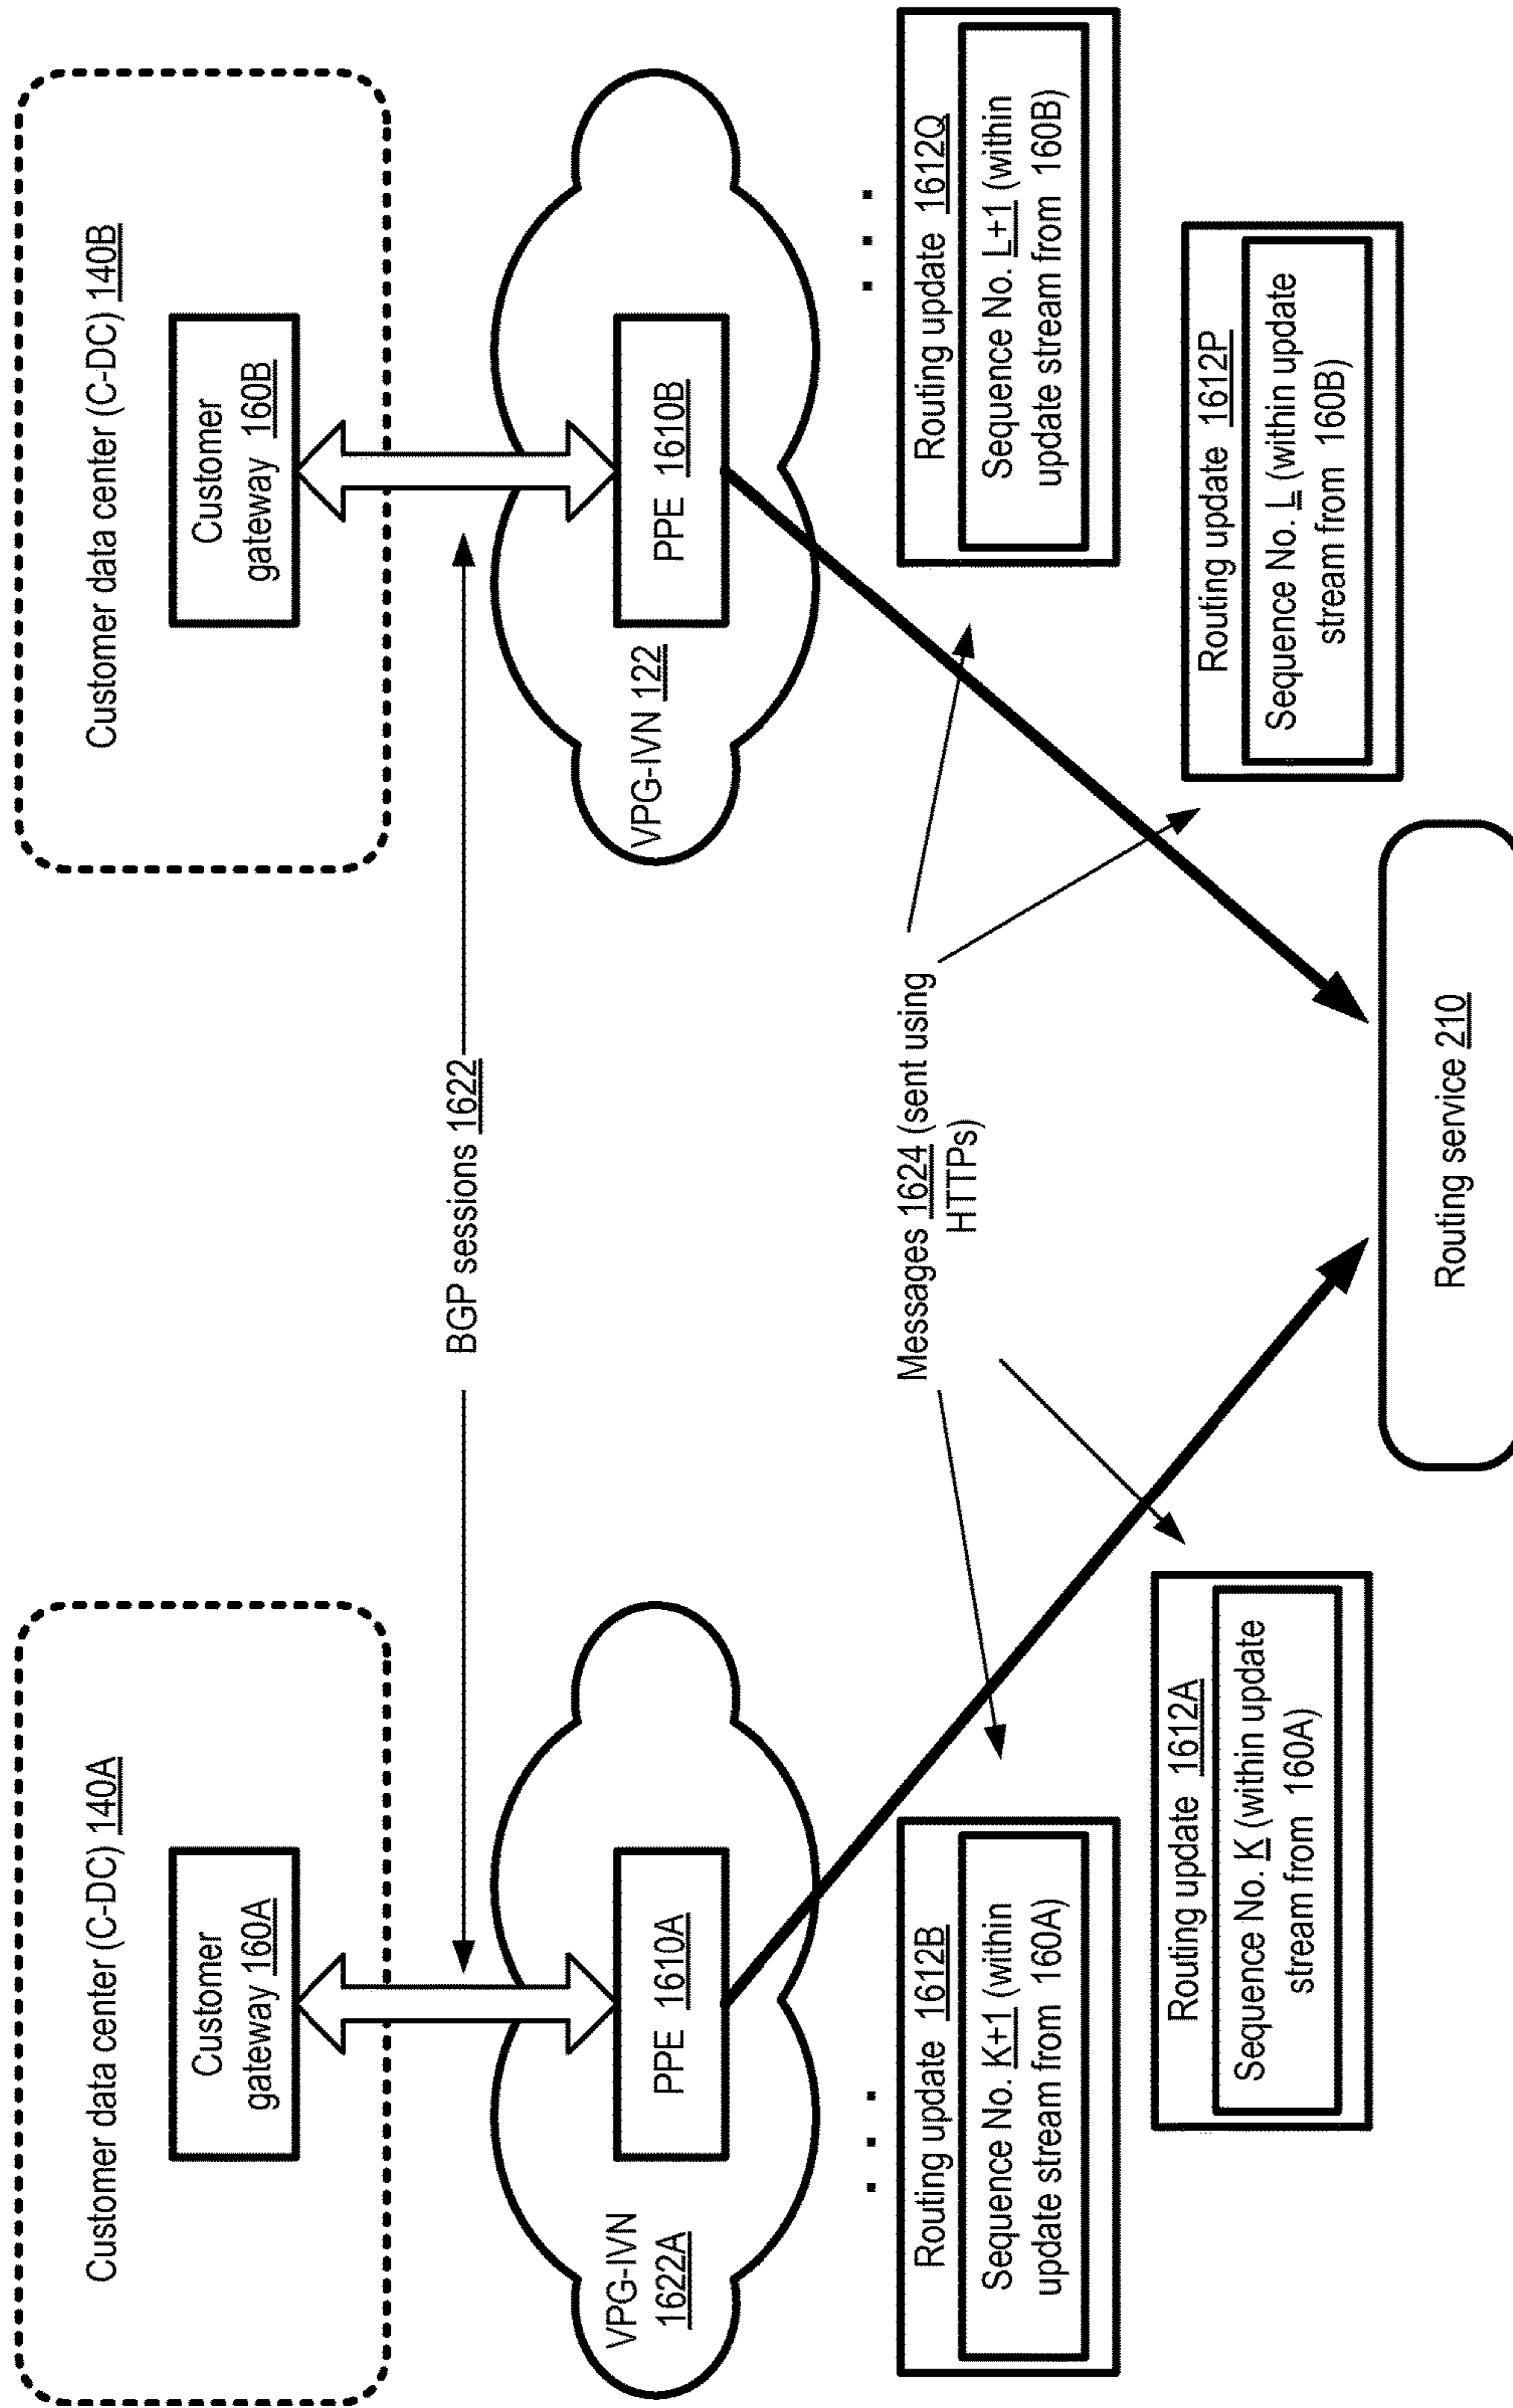 Customer data center (C-DC) 140A
Customer
gateway 160A
Customer data center (C-DC) 140B
Customer
gateway 160B
BGP sessions 1622
VPG-IVN
1622A
PPE 1610A
VPG-IVN 122
PPE 1610B
. . .
Routing update 1612B
Sequence No. K+1 (within
update stream from 160A)
Messages 1624 (sent using
HTTPs)
. . .
Routing update 1612Q
Sequence No. L+1 (within
update stream from 160B)
Routing update 1612A
Sequence No. K (within update
stream from 160A)
Routing update 1612P
Sequence No. L (within update
stream from 160B)
Routing service 210